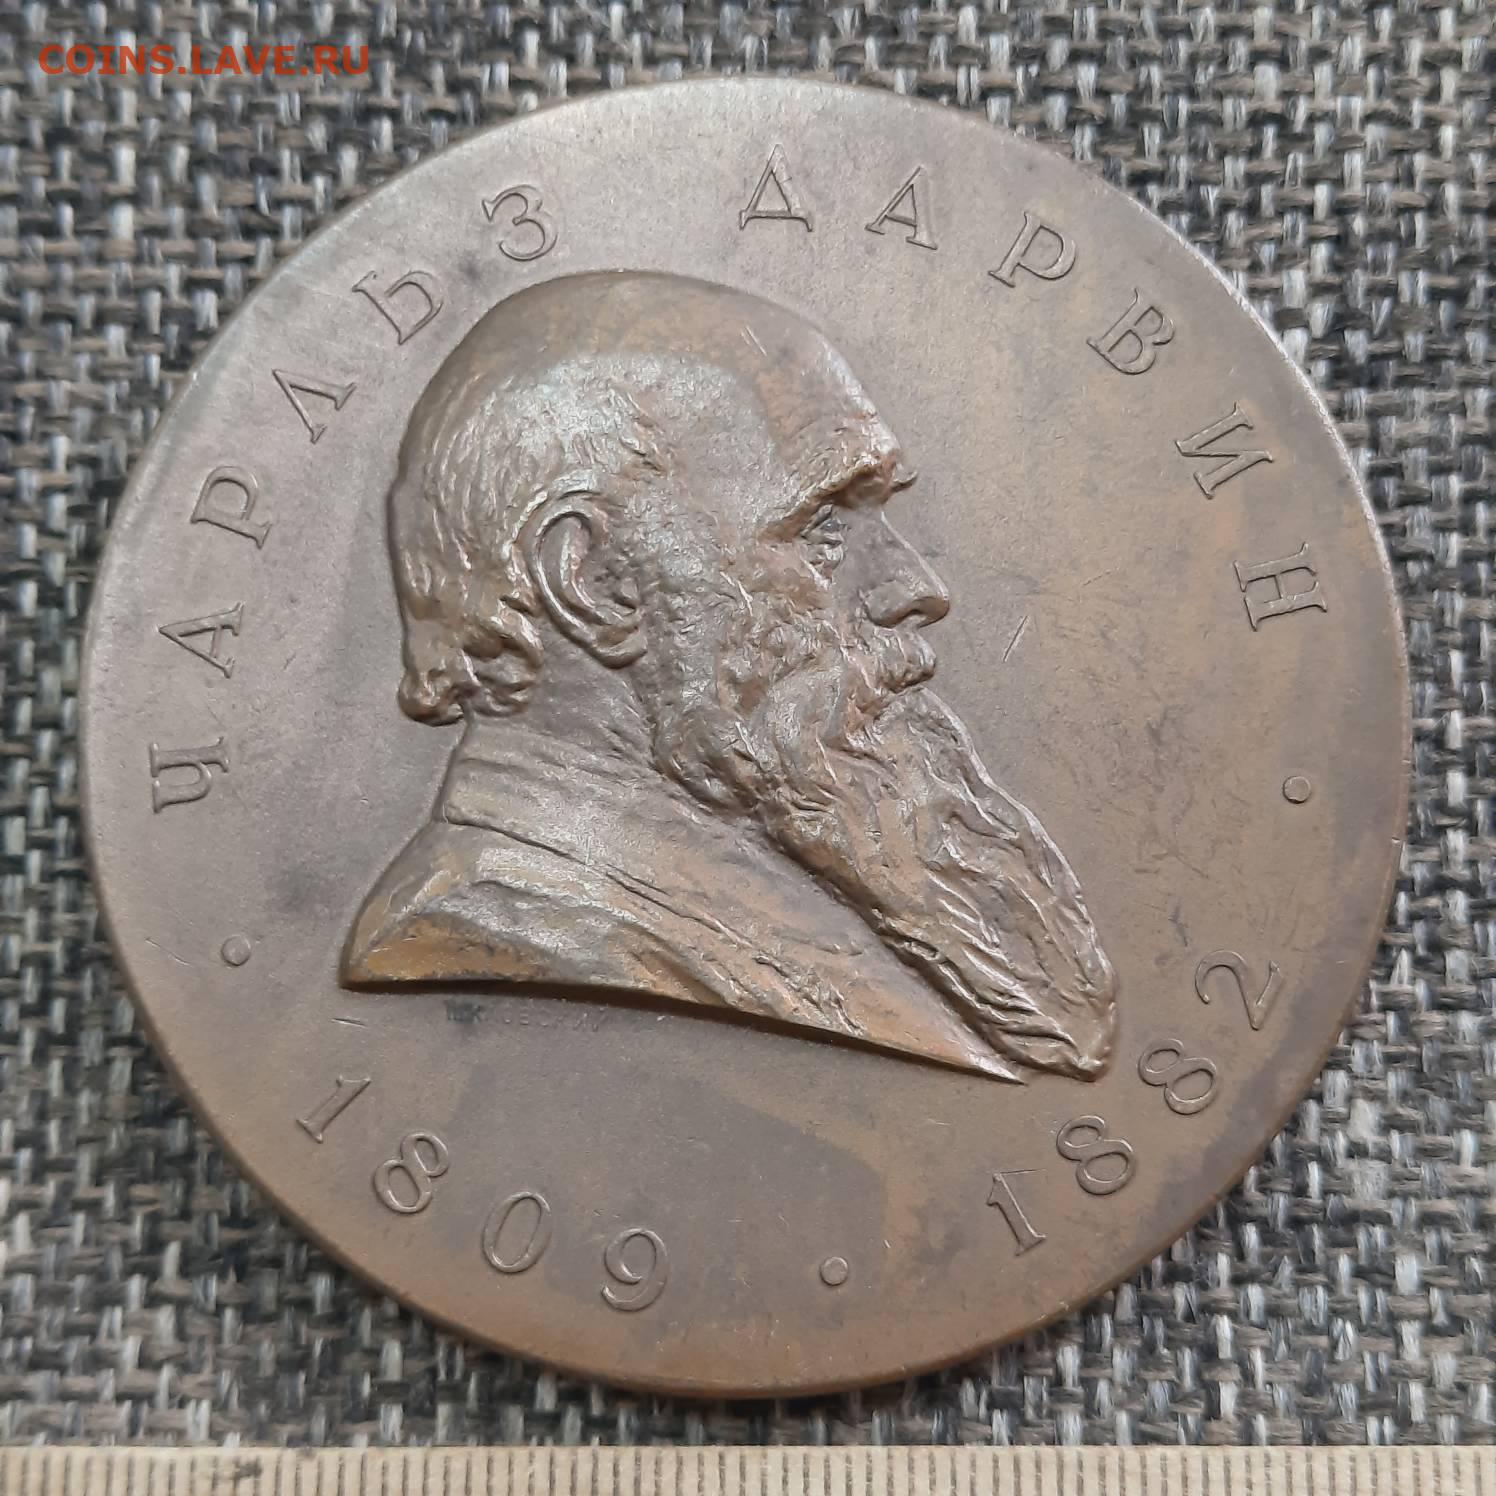 COINS.LAVE.RU
ЧАРЛЬЗ ДАРВИН
1809 · 1882